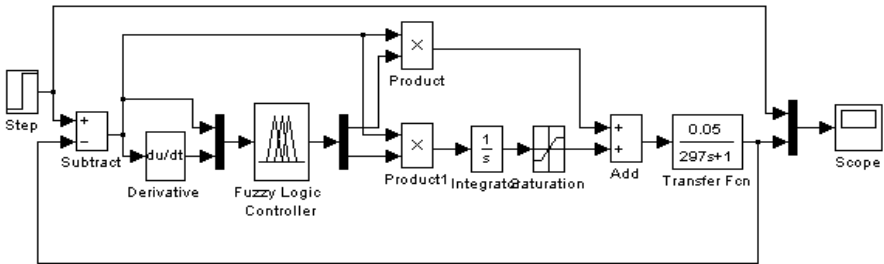 Step
+
−
Subtract
du/dt
Derivative
Fuzzy Logic
Controller
×
Product
×
Product1
1
s
Integrator
Saturation
+
+
Add
0.05
297s+1
Transfer Fcn
Scope